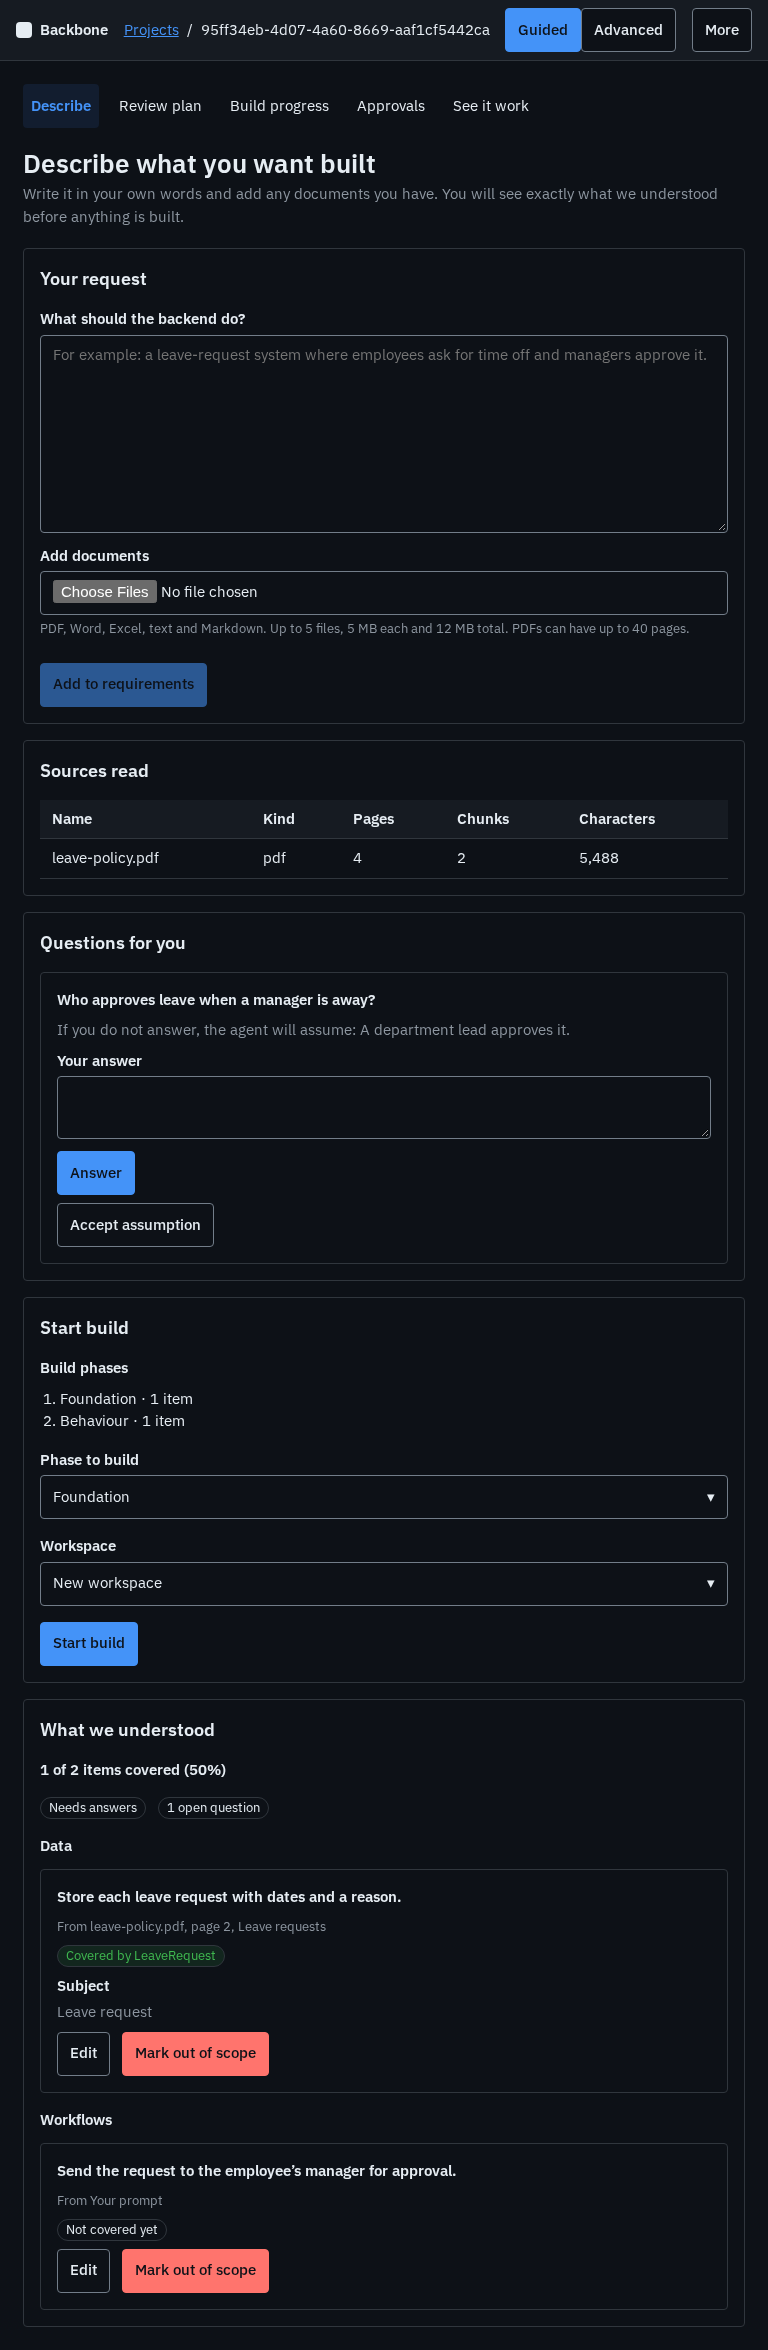 Backbone Projects / 95ff34eb-4d07-4a60-8669-aaf1cf5442ca Guided Advanced More
Describe Review plan Build progress Approvals See it work
Describe what you want built
Write it in your own words and add any documents you have. You will see exactly what we understood
before anything is built.
Your request
What should the backend do?
For example: a leave-request system where employees ask for time off and managers approve it.
Add documents
Choose Files No file chosen
PDF, Word, Excel, text and Markdown. Up to 5 files, 5 MB each and 12 MB total. PDFs can have up to 40 pages.
Add to requirements
Sources read
Name Kind Pages Chunks Characters
leave-policy.pdf pdf 4 2 5,488
Questions for you
Who approves leave when a manager is away?
If you do not answer, the agent will assume: A department lead approves it.
Your answer
Answer
Accept assumption
Start build
Build phases
1. Foundation · 1 item
2. Behaviour · 1 item
Phase to build
Foundation
Workspace
New workspace
Start build
What we understood
1 of 2 items covered (50%)
Needs answers 1 open question
Data
Store each leave request with dates and a reason.
From leave-policy.pdf, page 2, Leave requests
Covered by LeaveRequest
Subject
Leave request
Edit Mark out of scope
Workflows
Send the request to the employee’s manager for approval.
From Your prompt
Not covered yet
Edit Mark out of scope